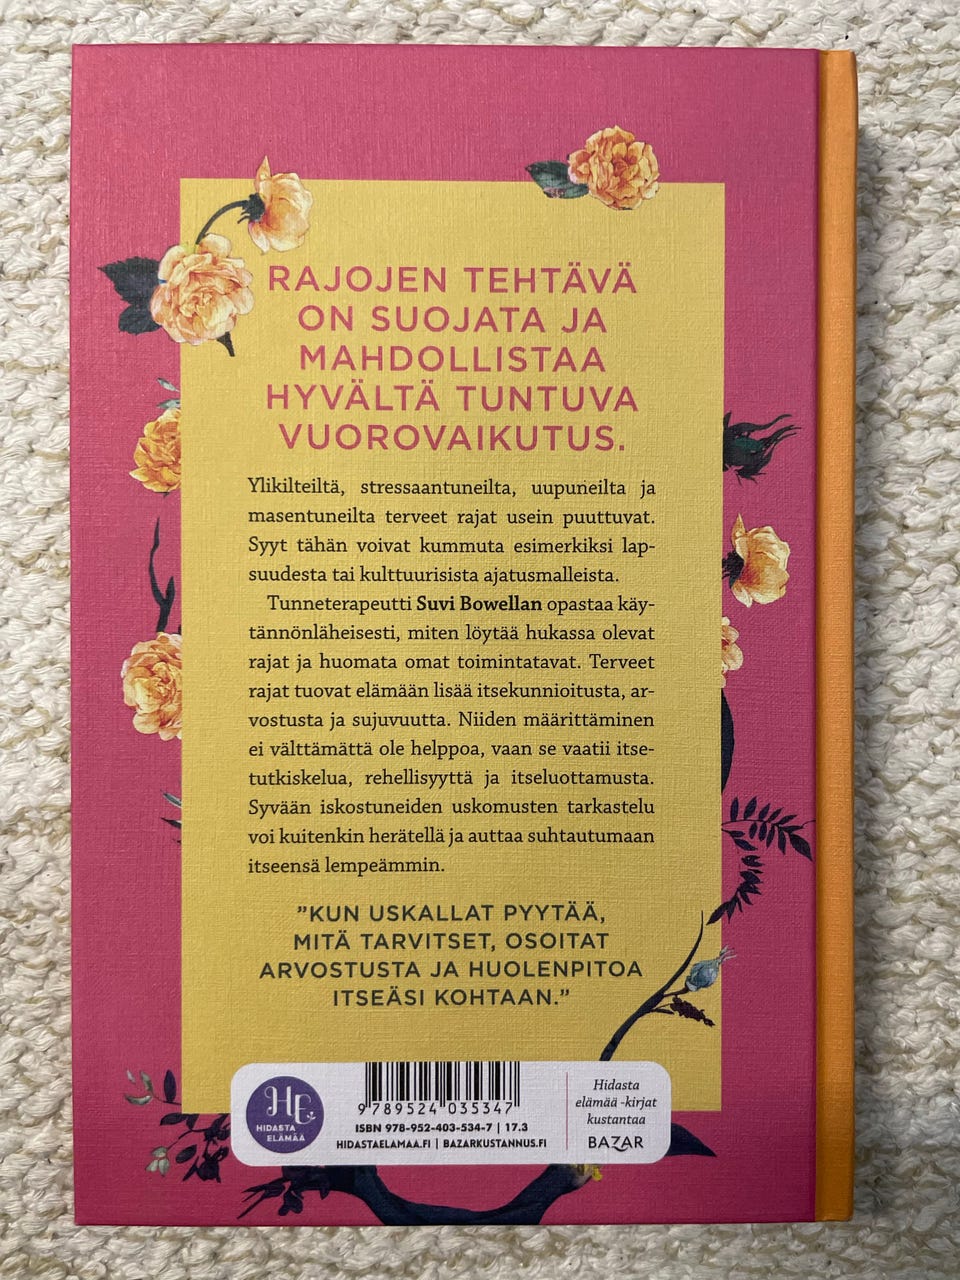 RAJOJEN TEHTÄVÄ
ON SUOJATA JA
MAHDOLLISTAA
HYVÄLTÄ TUNTUVA
VUOROVAIKUTUS.
Ylikilteiltä, stressaantuneilta, uupuneilta ja
masentuneilta terveet rajat usein puuttuvat.
Syyt tähän voivat kummuta esimerkiksi lap-
suudesta tai kulttuurisista ajatusmalleista.
Tunneterapeutti Suvi Bowellan opastaa käy-
tännönläheisesti, miten löytää hukassa olevat
rajat ja huomata omat toimintatavat. Terveet
rajat tuovat elämään lisää itsekunnioitusta, ar-
vostusta ja sujuvuutta. Niiden määrittäminen
ei välttämättä ole helppoa, vaan se vaatii itse-
tutkiskelua, rehellisyyttä ja itseluottamusta.
Syvään iskostuneiden uskomusten tarkastelu
voi kuitenkin herätellä ja auttaa suhtautumaan
itseensä lempeämmin.
”KUN USKALLAT PYYTÄÄ,
MITÄ TARVITSET, OSOITAT
ARVOSTUSTA JA HUOLENPITOA
ITSEÄSI KOHTAAN.”
HE
HIDASTA
ELÄMÄÄ
9 789524 035347
ISBN 978-952-403-534-7 | 17.3
HIDASTAELAMAA.FI | BAZARKUSTANNUS.FI
Hidasta
elämää -kirjat
kustantaa
BAZAR